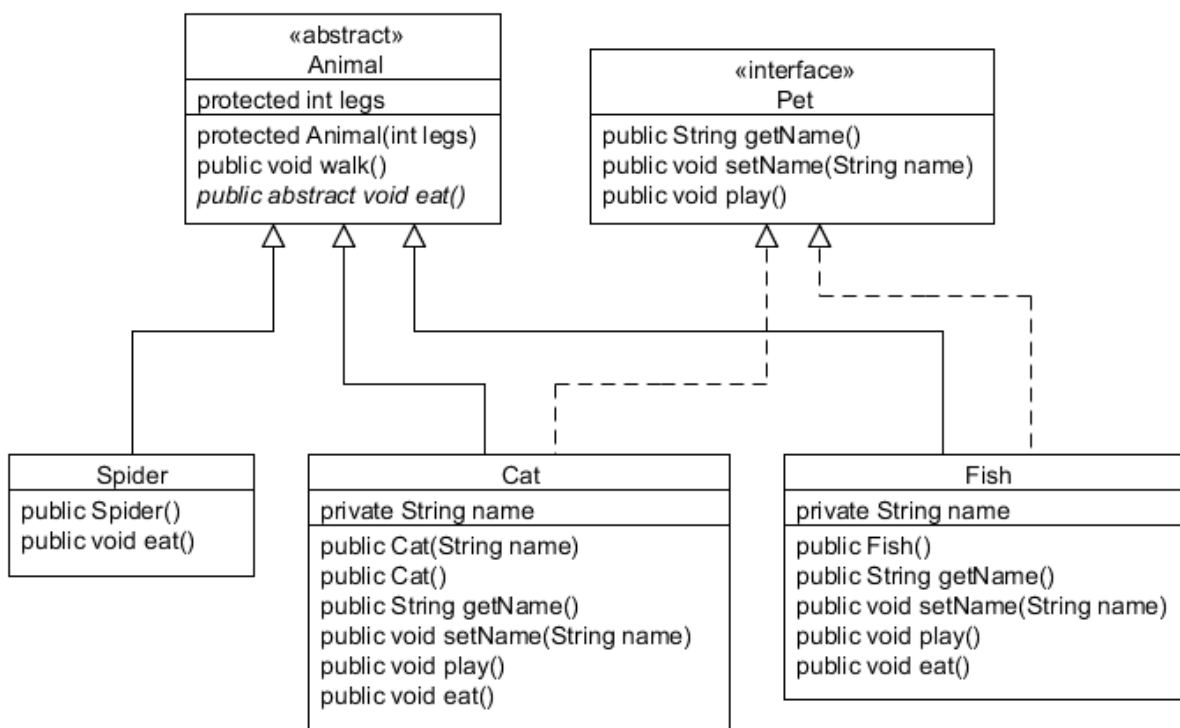 «abstract»
Animal
protected int legs
protected Animal(int legs)
public void walk()
public abstract void eat()
«interface»
Pet
public String getName()
public void setName(String name)
public void play()
Spider
public Spider()
public void eat()
Cat
private String name
public Cat(String name)
public Cat()
public String getName()
public void setName(String name)
public void play()
public void eat()
Fish
private String name
public Fish()
public String getName()
public void setName(String name)
public void play()
public void eat()